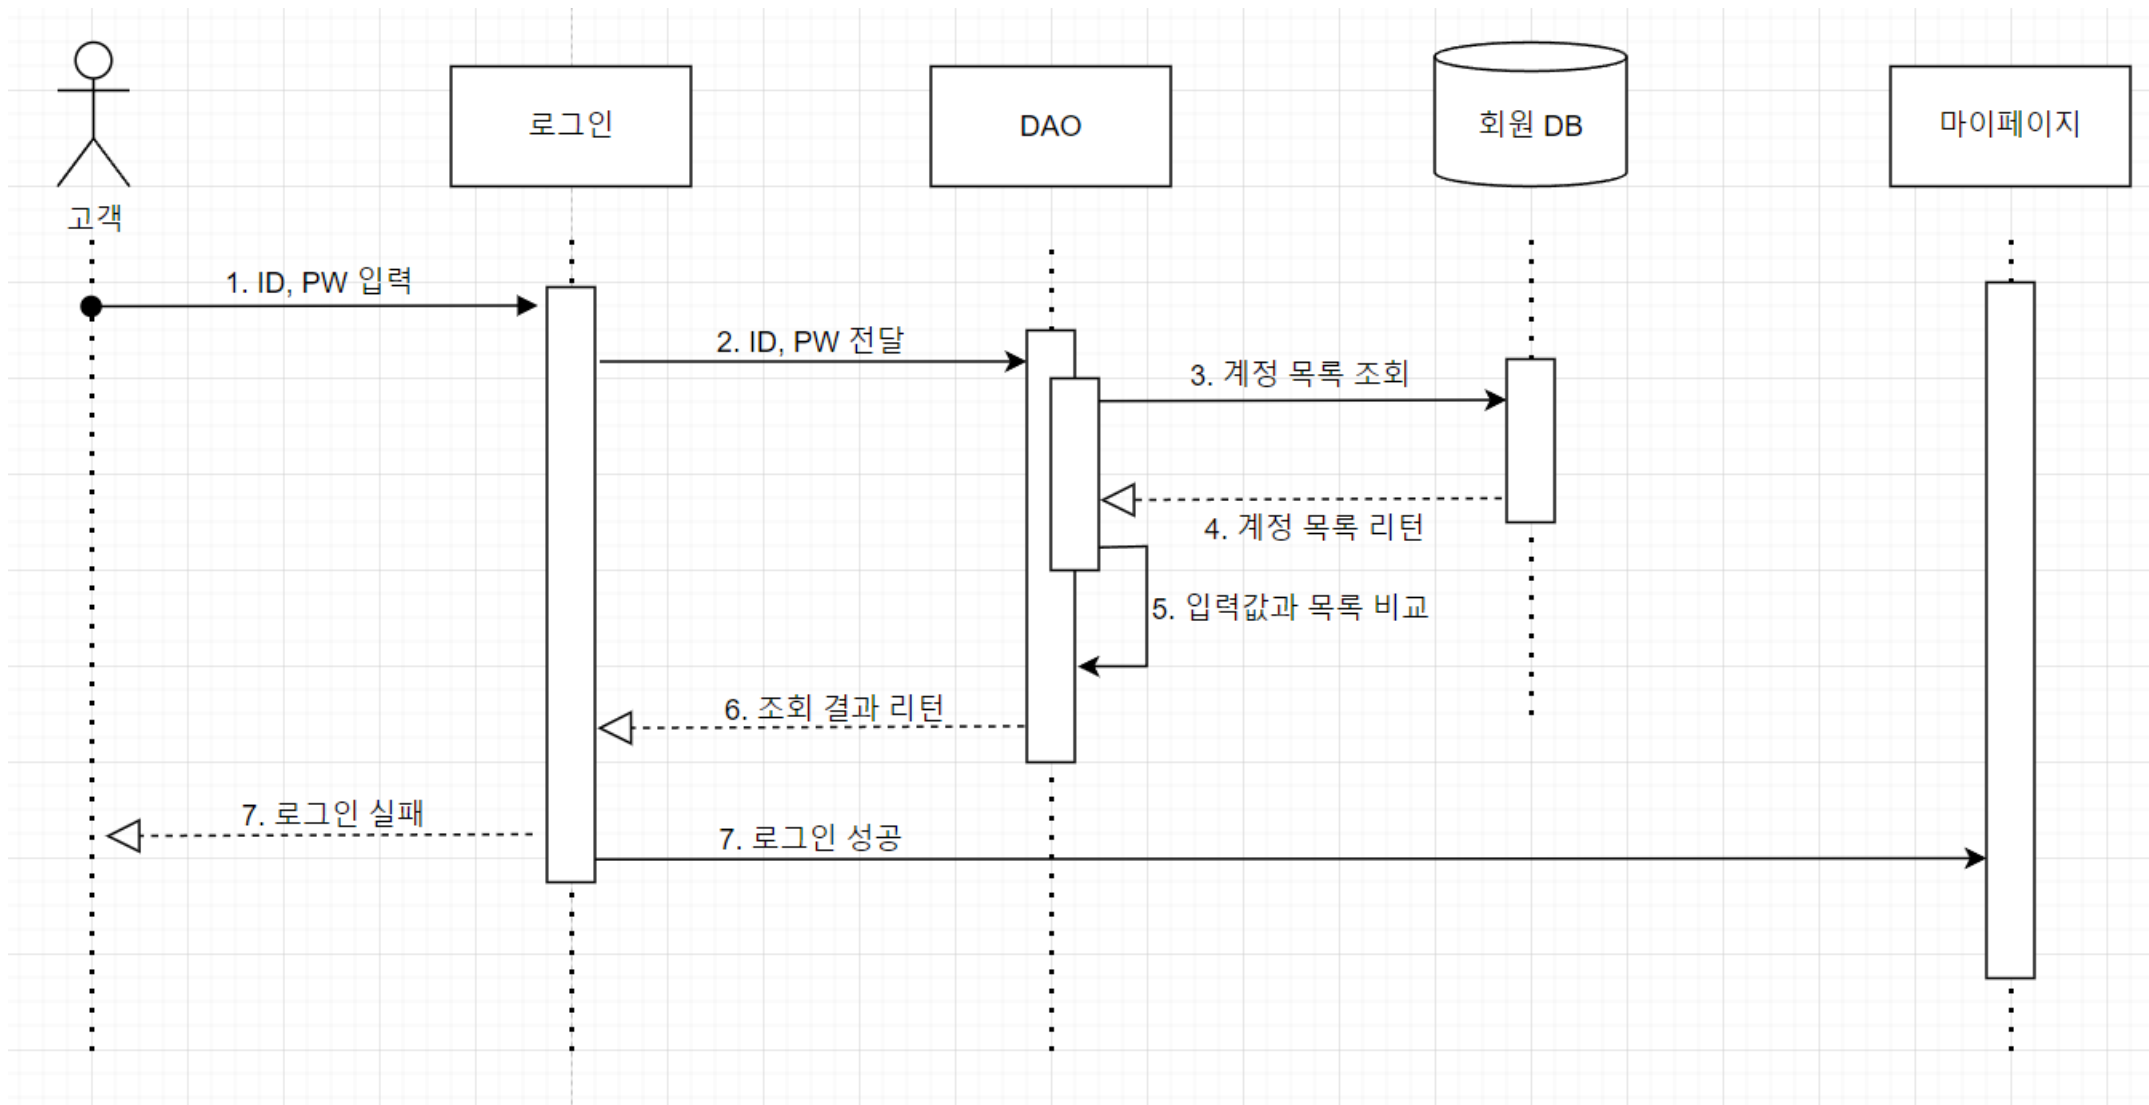 로그인
DAO
회원 DB
마이페이지
고객
1. ID, PW 입력
2. ID, PW 전달
3. 계정 목록 조회
4. 계정 목록 리턴
5. 입력값과 목록 비교
6. 조회 결과 리턴
7. 로그인 실패
7. 로그인 성공